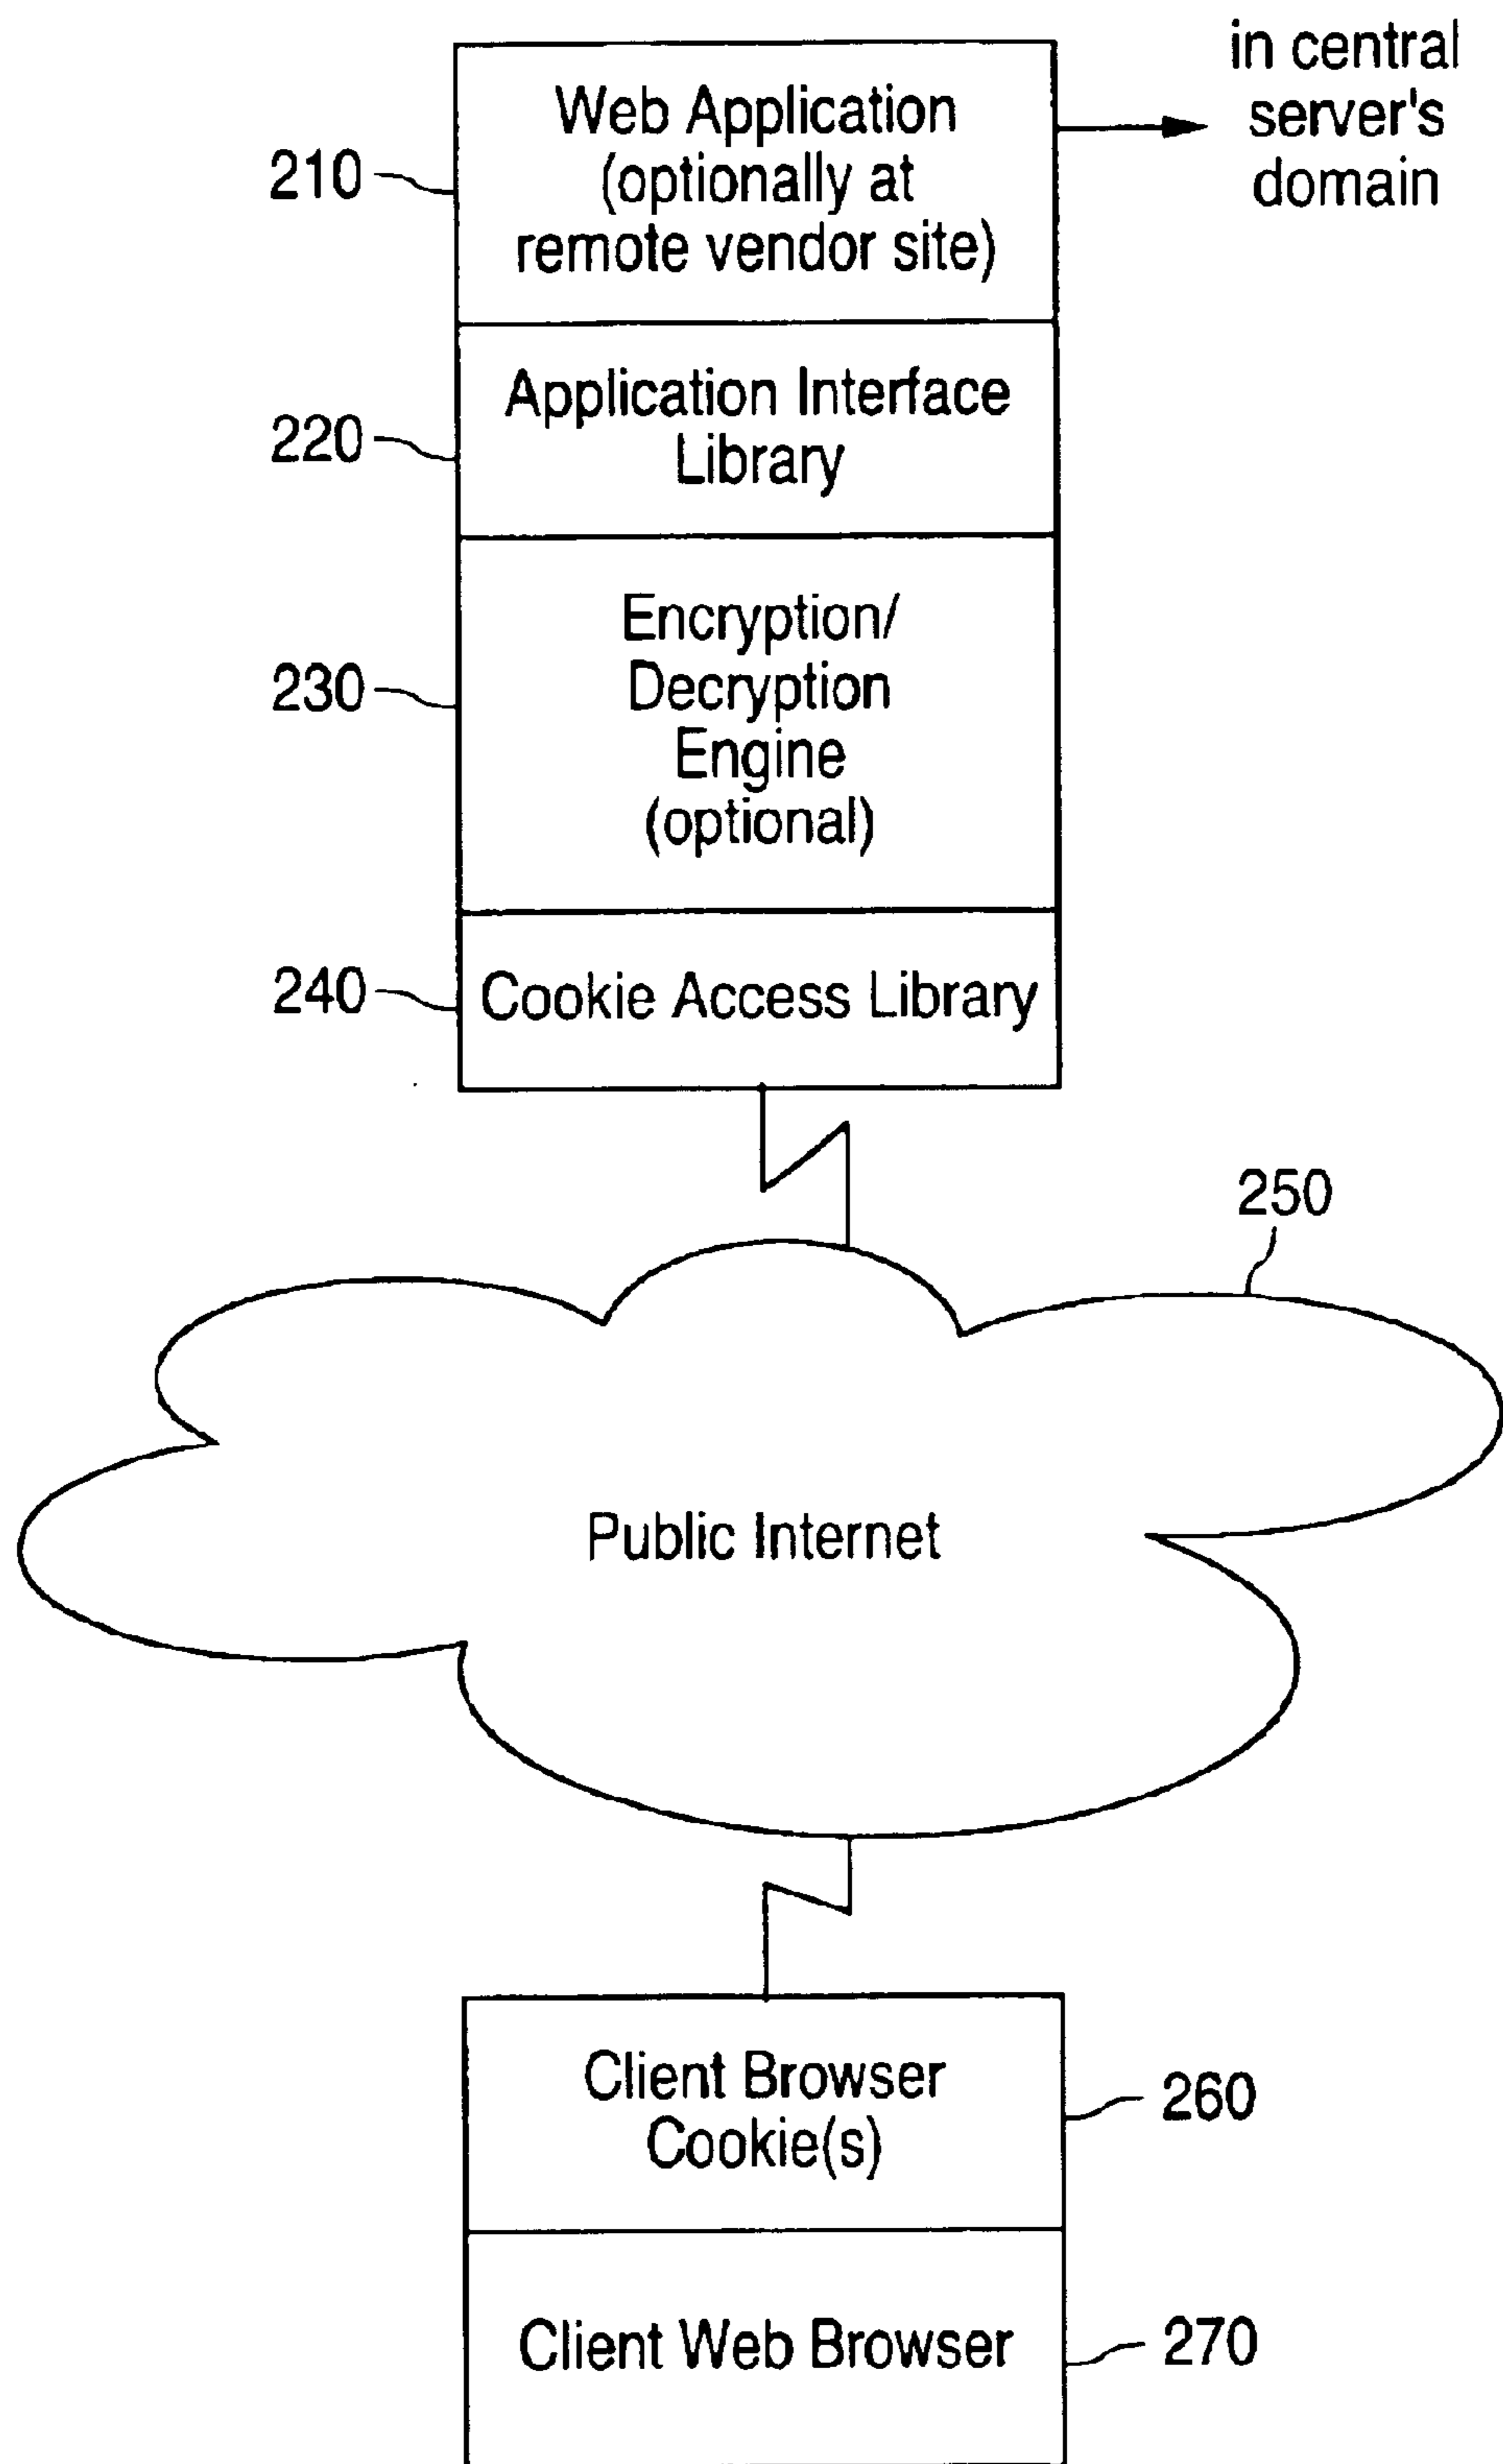 in central
server's
domain
Web Application
(optionally at
remote vendor site)
210
Application Interface
Library
220
Encryption/
Decryption
Engine
(optional)
230
Cookie Access Library
240
250
Public Internet
Client Browser
Cookie(s)
260
Client Web Browser
270